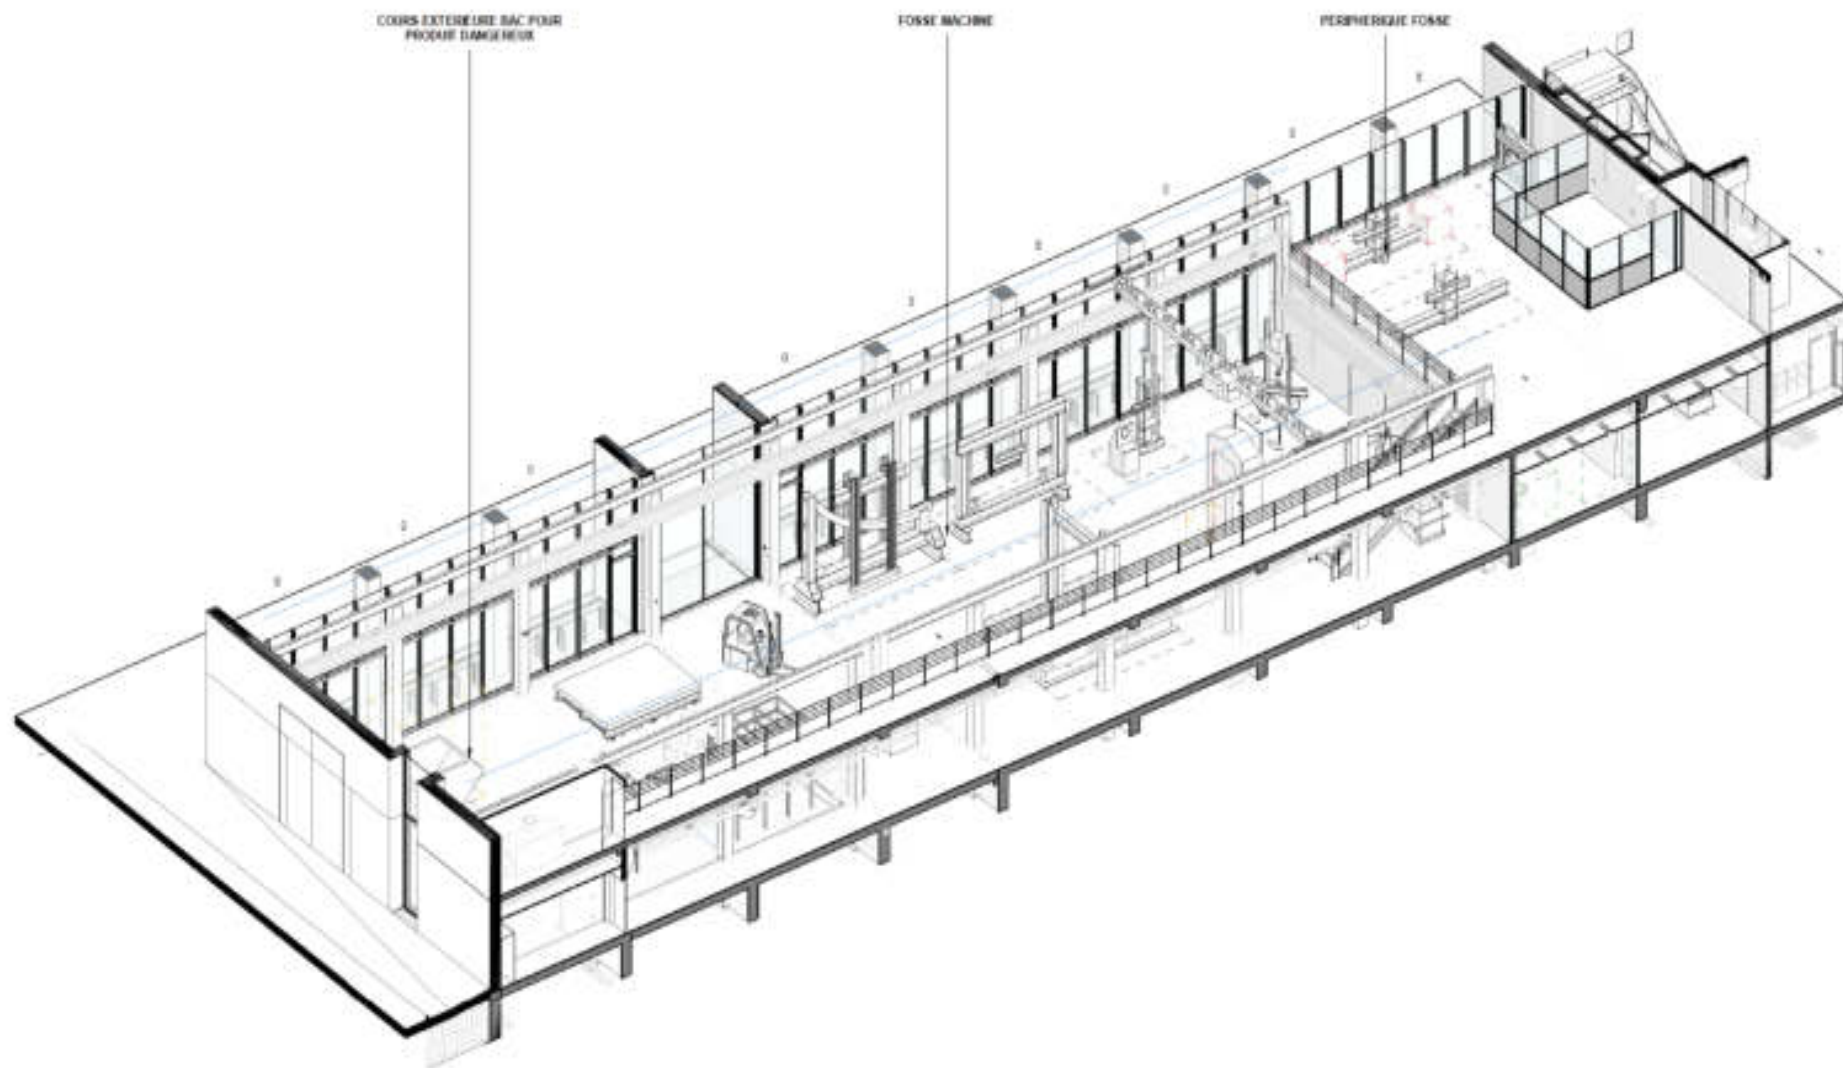 COURS EXTERIEURE BAC POUR
PRODUIT DANGEREUX
FOSSE MACHINE
PERIPHERIQUE FOSSE